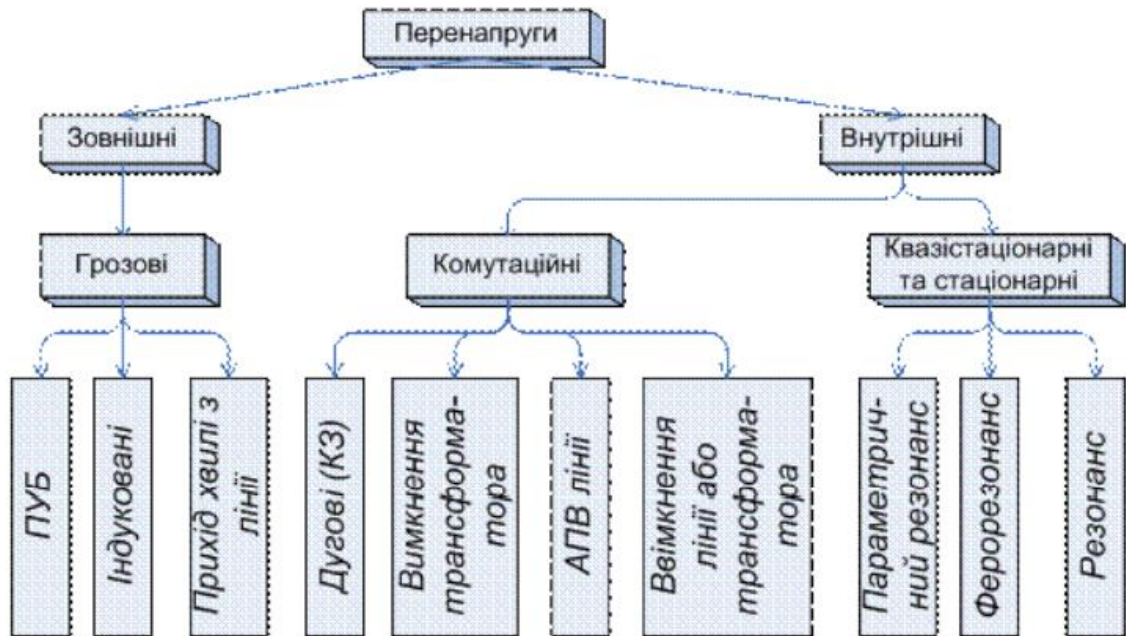 Перенапруги
Зовнішні
Внутрішні
Грозові
Комутаційні
Квазістаціонарні
та стаціонарні
ПУБ
Індуковані
Прихід хвилі з
лінії
Дугові (КЗ)
Вимкнення
трансформа-
тора
АПВ лінії
Ввімкнення
лінії або
трансформа-
тора
Параметрич-
ний резонанс
Ферорезонанс
Резонанс